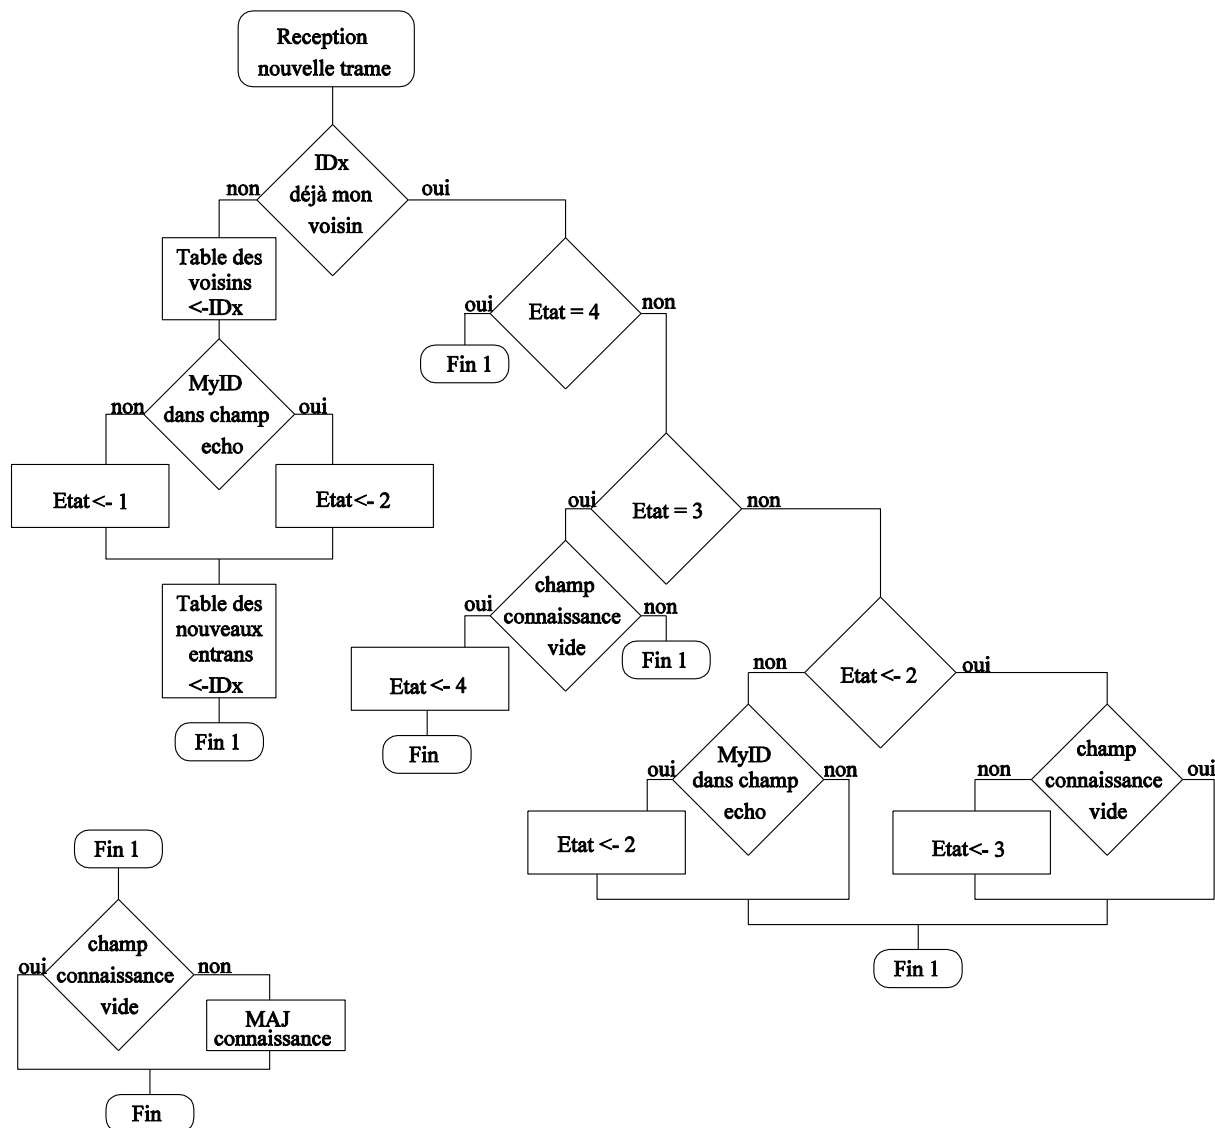 Reception
nouvelle trame
IDx
déjà mon
voisin
non
oui
Table des
voisins
<-IDx
Etat = 4
oui
non
Fin 1
MyID
dans champ
echo
non
oui
Etat<- 1
Etat<- 2
Etat = 3
oui
non
Table des
nouveaux
entrans
<-IDx
Fin 1
champ
connaissance
vide
oui
non
Fin 1
Etat <- 4
Fin
Etat <- 2
non
oui
MyID
dans champ
echo
oui
non
Etat <- 2
champ
connaissance
vide
non
oui
Etat<- 3
Fin 1
Fin 1
champ
connaissance
vide
oui
non
MAJ
connaissance
Fin